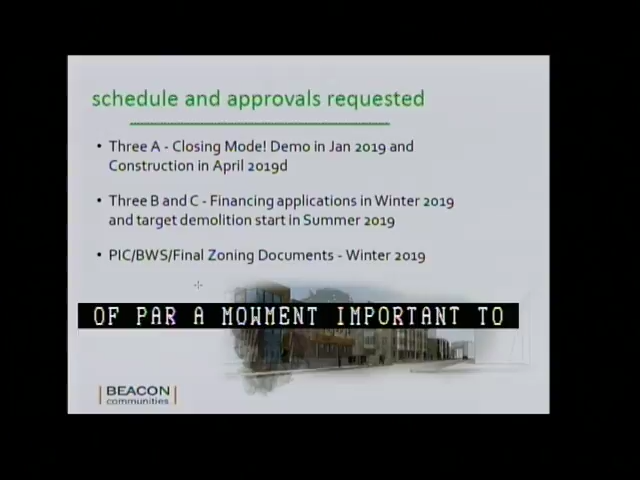 schedule and approvals requested
• Three A - Closing Mode! Demo in Jan 2019 and
Construction in April 2019d
• Three B and C - Financing applications in Winter 2019
and target demolition start in Summer 2019
• PIC/BWS/Final Zoning Documents - Winter 2019
OF PAR A MOWMENT IMPORTANT TO
BEACON
communities